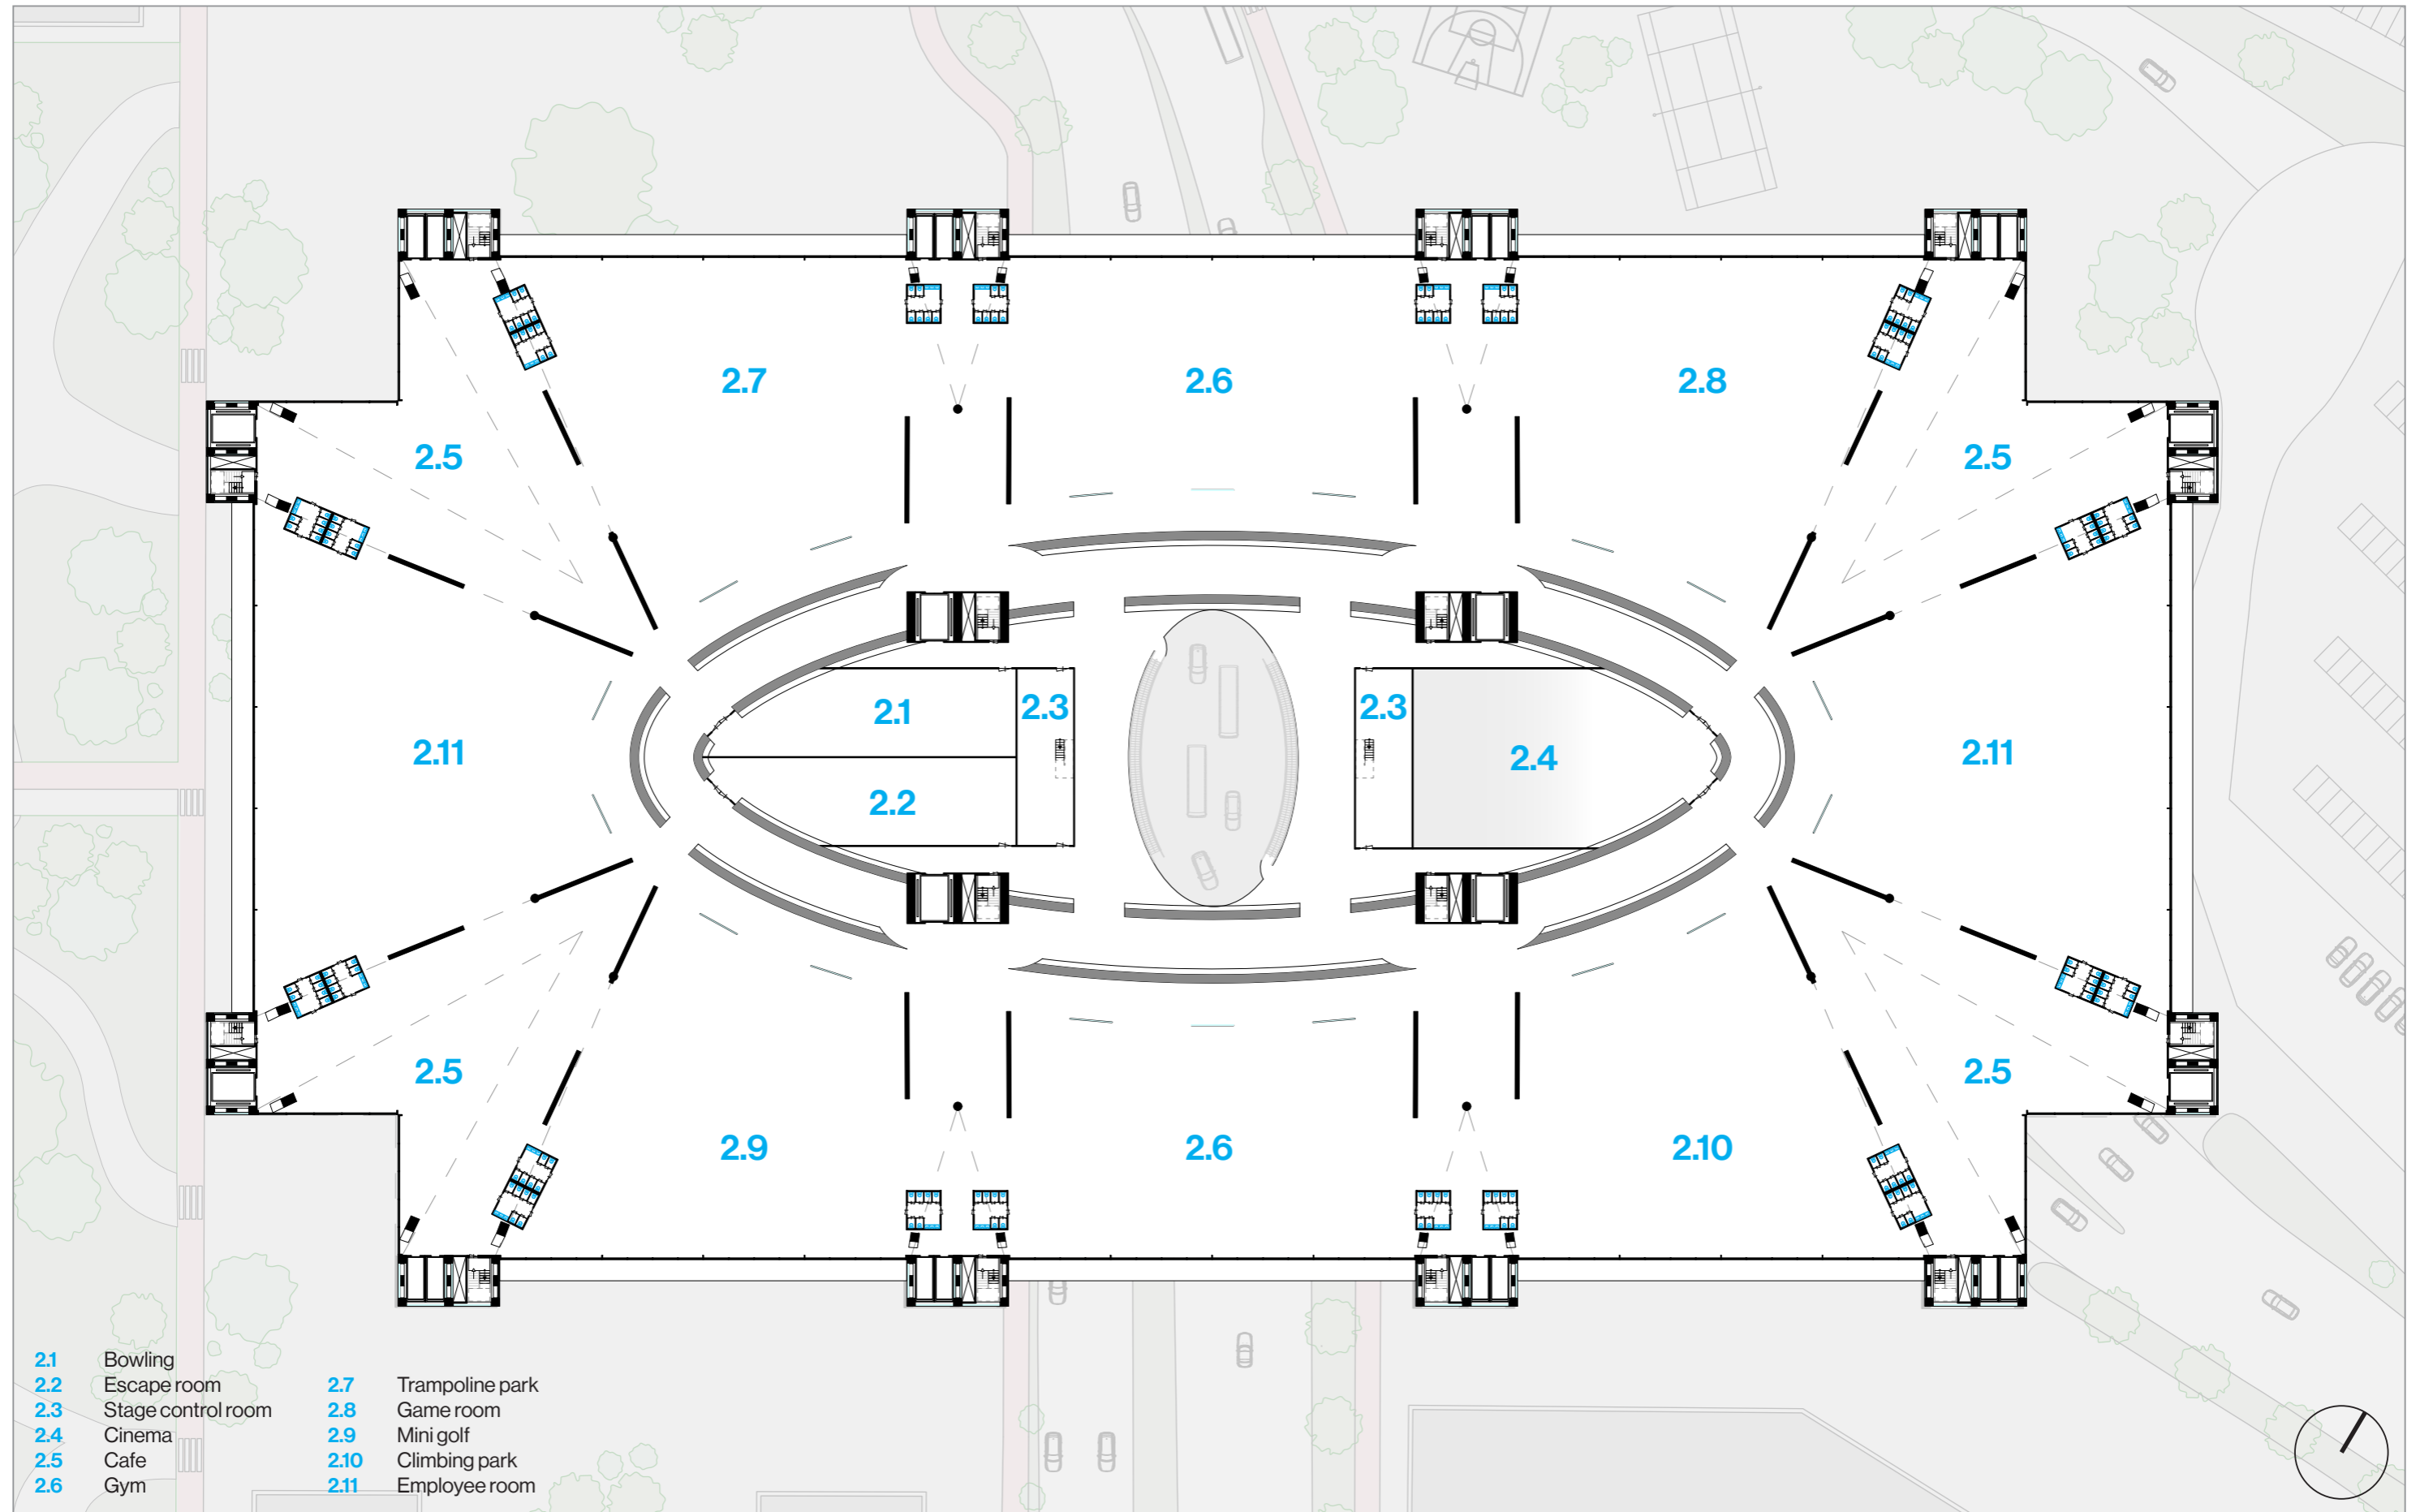 2.7
2.6
2.8
2.5
2.5
2.1
2.3
2.3
2.11
2.11
2.4
2.2
2.5
2.5
2.9
2.6
2.10
2.1 Bowling
2.2 Escape room
2.3 Stage control room
2.4 Cinema
2.5 Cafe
2.6 Gym
2.7 Trampoline park
2.8 Game room
2.9 Mini golf
2.10 Climbing park
2.11 Employee room